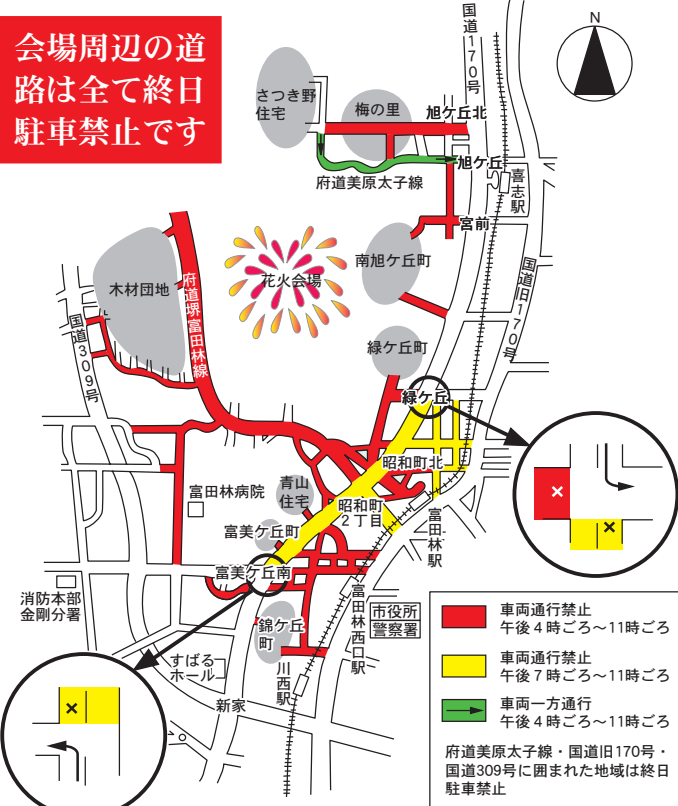 会場周辺の道
路は全て終日
駐車禁止です
国道170号
N
さつき野
住宅
梅の里
旭ケ丘北
旭ケ丘
府道美原太子線
喜志駅
宮前
南旭ケ丘町
花火会場
木材団地
府道堺富田林線
国道旧170号
国道309号
緑ケ丘町
緑ケ丘
昭和町北
青山
住宅
富田林病院
昭和町
2丁目
富美ケ丘町
富田林駅
富美ケ丘南
消防本部
金剛分署
富田林西口駅
市役所
警察署
錦ケ丘
町
すばる
ホール
川西駅
新家
車両通行禁止
午後4時ごろ〜11時ごろ
車両通行禁止
午後7時ごろ〜11時ごろ
車両一方通行
午後4時ごろ〜11時ごろ
府道美原太子線・国道旧170号・
国道309号に囲まれた地域は終日
駐車禁止